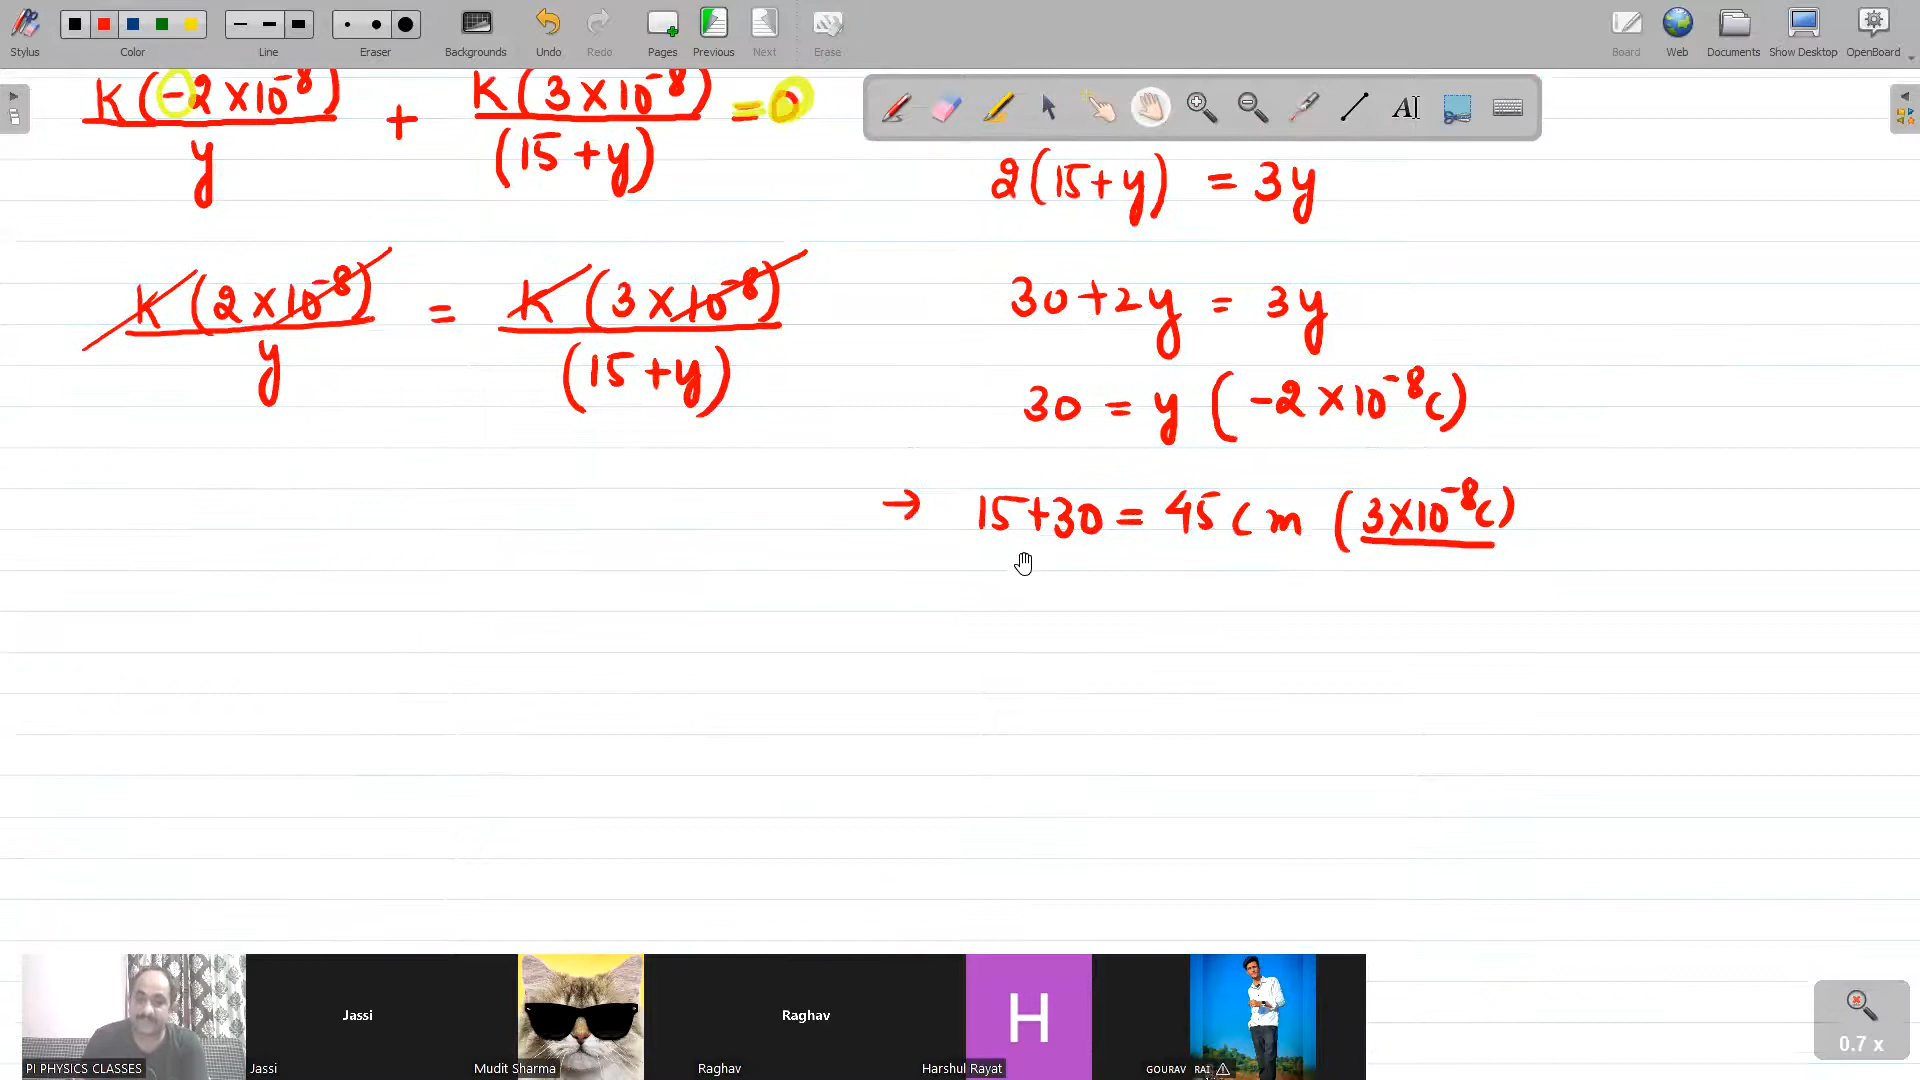 Stylus Color Line Eraser Backgrounds Undo Redo Pages Previous Next Erase Board Web Documents Show Desktop OpenBoard
K(-2×10⁻⁸)/y + K(3×10⁻⁸)/(15+y) = 0
K(2×10⁻⁸)/y = K(3×10⁻⁸)/(15+y)
2(15+y) = 3y
30+2y = 3y
30 = y (-2×10⁻⁸C)
→ 15+30 = 45 Cm (3×10⁻⁸C)
AI
Jassi
Raghav
H
PI PHYSICS CLASSES
Jassi
Mudit Sharma
Raghav
Harshul Rayat
GOURAV RAI
0.7 x